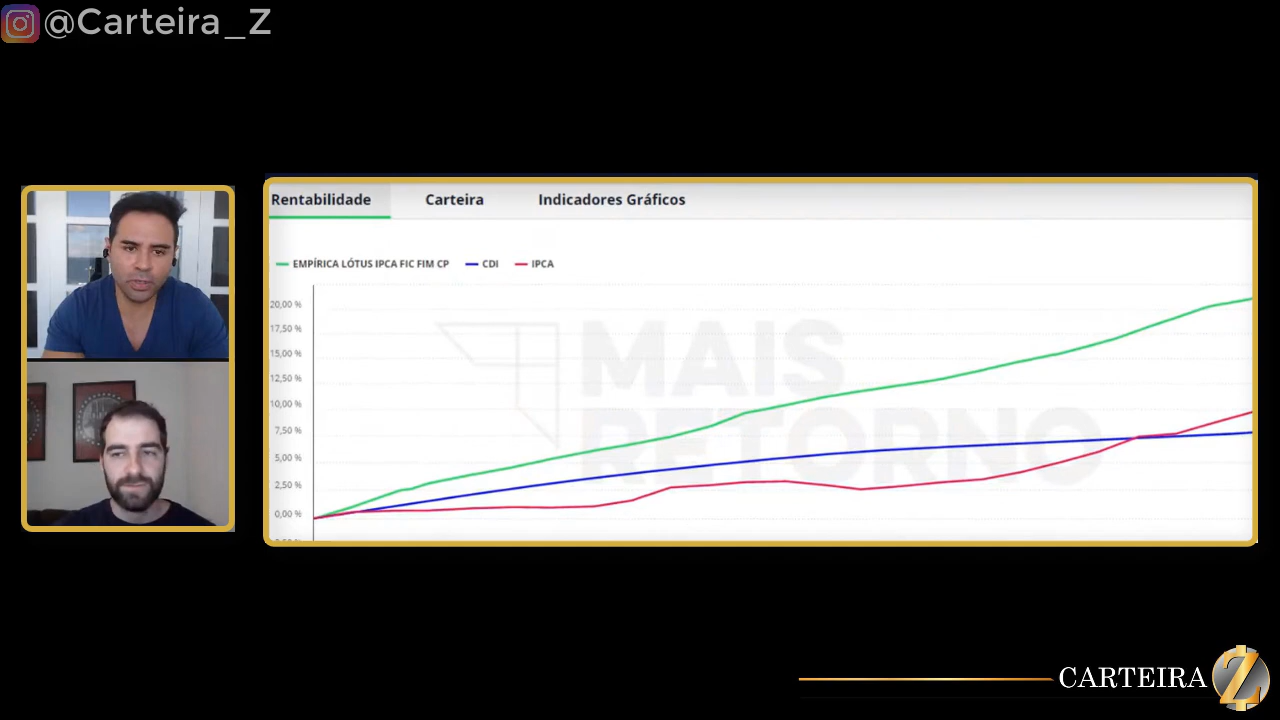 @Carteira_Z
Rentabilidade Carteira Indicadores Gráficos
EMPÍRICA LÓTUS IPCA FIC FIM CP CDI IPCA
20,00 %
17,50 %
15,00 %
12,50 %
10,00 %
7,50 %
5,00 %
2,50 %
0,00 %
MAIS
RETORNO
CARTEIRA Z